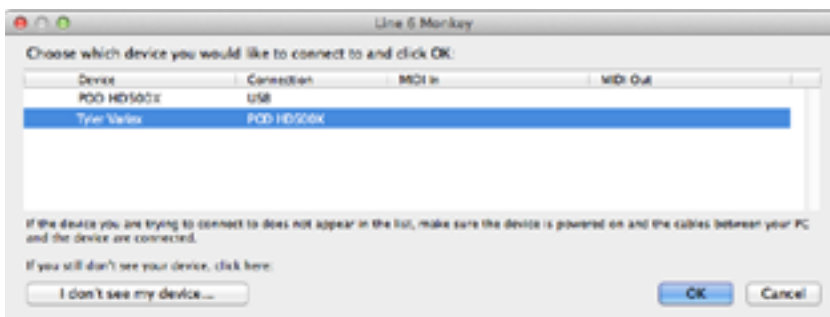 Line 6 Monkey
Choose which device you would like to connect to and click OK:
Device Connection MIDI In MIDI Out
POD HD500X USB
Tyler Variax POD HD500X
If the device you are trying to connect to does not appear in the list, make sure the device is powered on and the cables between your PC
and the device are connected.
If you still don't see your device, click here:
I don't see my device...
OK Cancel